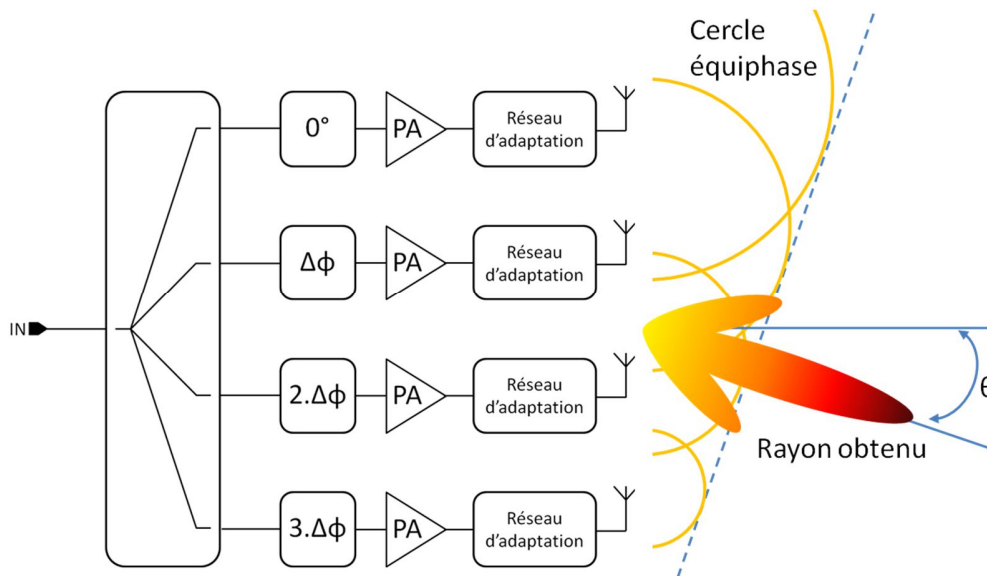 Cercle
équiphase
0°
PA
Réseau
d'adaptation
Δϕ
PA
Réseau
d'adaptation
IN
2.Δϕ
PA
Réseau
d'adaptation
θ
Rayon obtenu
3.Δϕ
PA
Réseau
d'adaptation